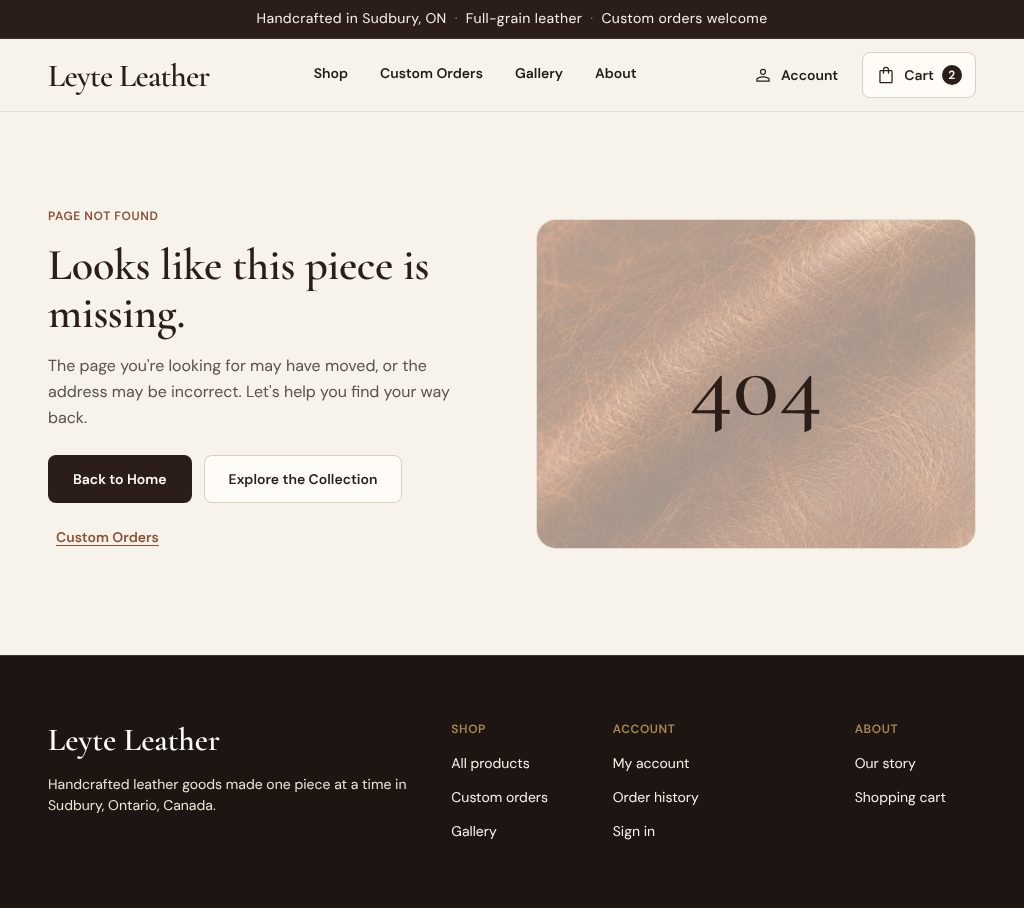 Handcrafted in Sudbury, ON · Full-grain leather · Custom orders welcome
Leyte Leather
Shop
Custom Orders
Gallery
About
Account
Cart 2
PAGE NOT FOUND
Looks like this piece is
missing.
The page you're looking for may have moved, or the
address may be incorrect. Let's help you find your way
back.
Back to Home
Explore the Collection
Custom Orders
404
Leyte Leather
Handcrafted leather goods made one piece at a time in
Sudbury, Ontario, Canada.
SHOP
All products
Custom orders
Gallery
ACCOUNT
My account
Order history
Sign in
ABOUT
Our story
Shopping cart